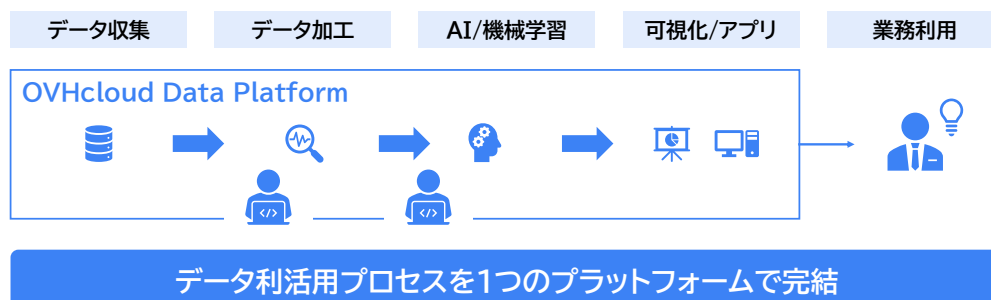 データ収集
データ加工
AI/機械学習
可視化/アプリ
業務利用
OVHcloud Data Platform
</>
</>
データ利活用プロセスを1つのプラットフォームで完結